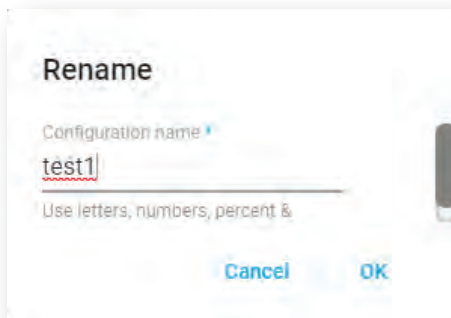 Rename
Configuration name *
test1
Use letters, numbers, percent &
Cancel OK